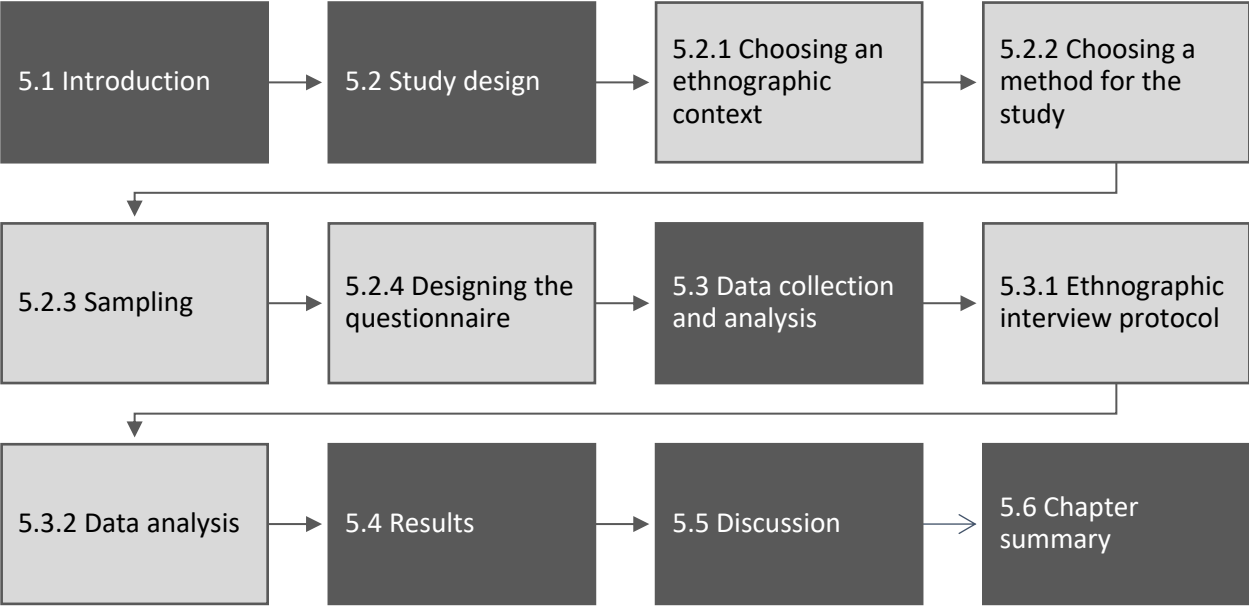 5.1 Introduction
5.2 Study design
5.2.1 Choosing an
ethnographic
context
5.2.2 Choosing a
method for the
study
5.2.3 Sampling
5.2.4 Designing the
questionnaire
5.3 Data collection
and analysis
5.3.1 Ethnographic
interview protocol
5.3.2 Data analysis
5.4 Results
5.5 Discussion
5.6 Chapter
summary